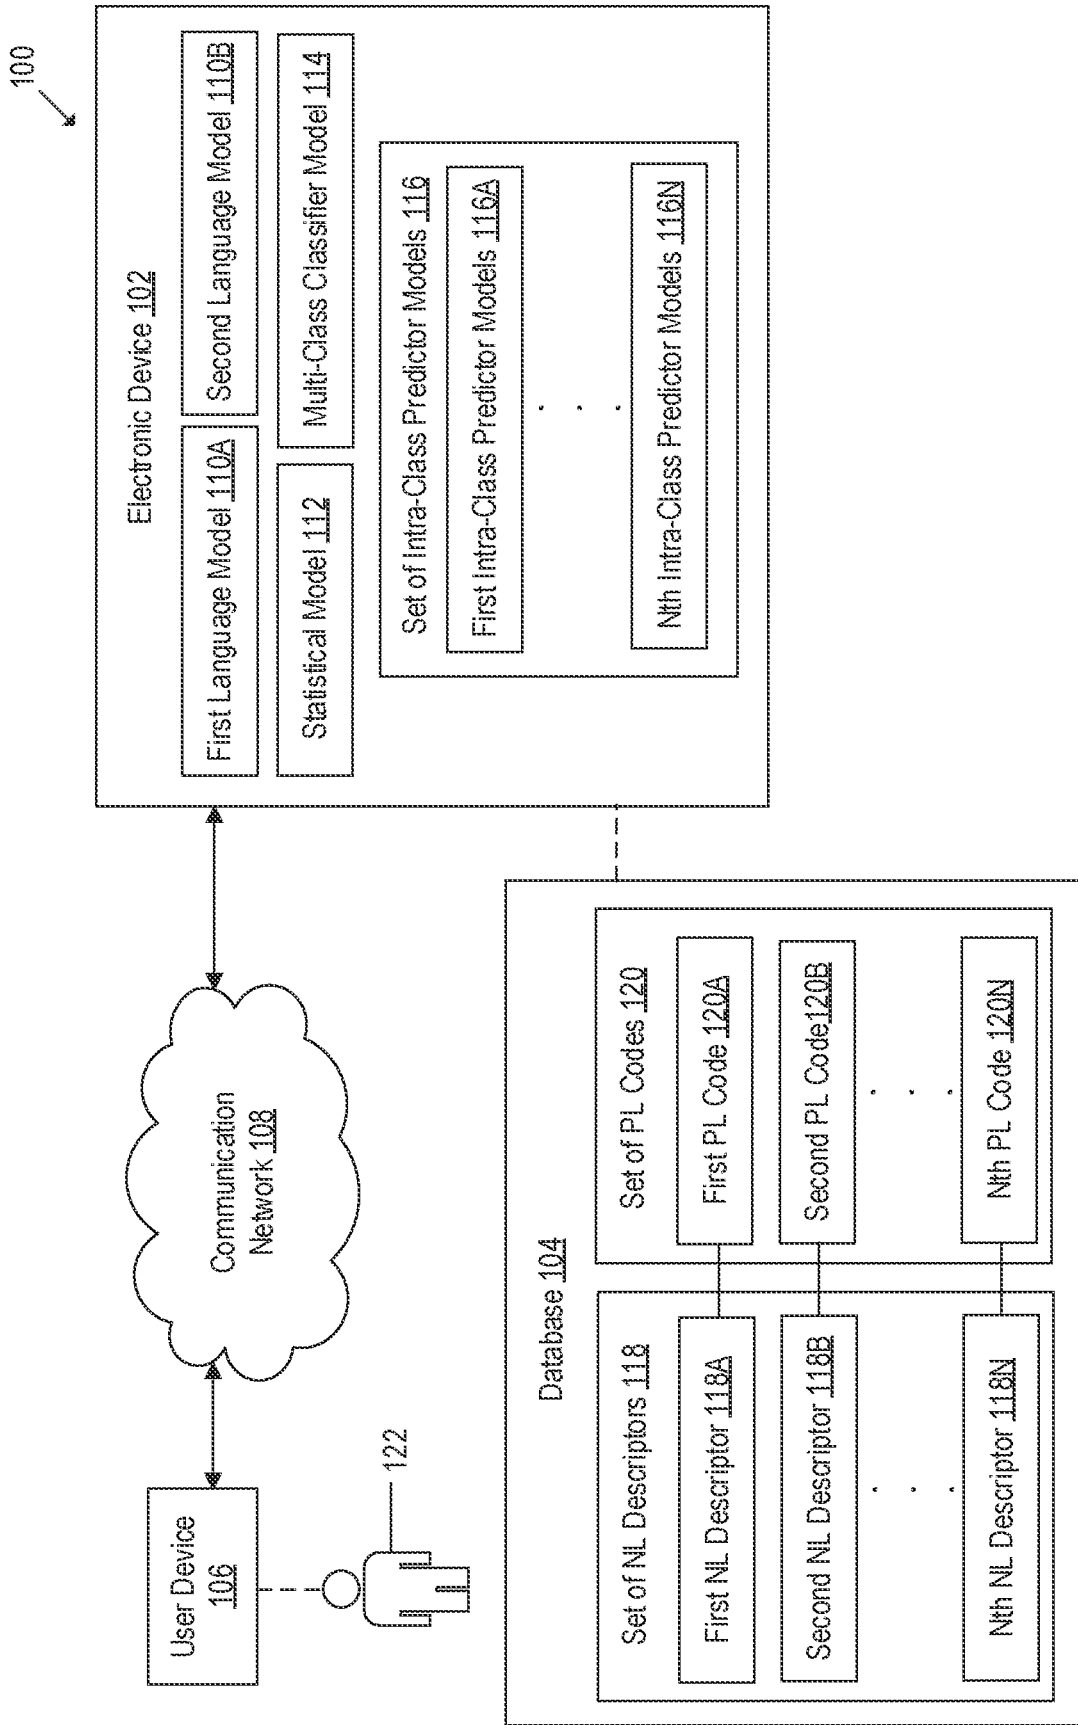 100
Electronic Device 102
First Language Model 110A
Second Language Model 110B
Statistical Model 112
Multi-Class Classifier Model 114
Set of Intra-Class Predictor Models 116
First Intra-Class Predictor Models 116A
. . .
Nth Intra-Class Predictor Models 116N
User Device
106
Communication
Network 108
122
Database 104
Set of NL Descriptors 118
First NL Descriptor 118A
Second NL Descriptor 118B
. . .
Nth NL Descriptor 118N
Set of PL Codes 120
First PL Code 120A
Second PL Code120B
. . .
Nth PL Code 120N